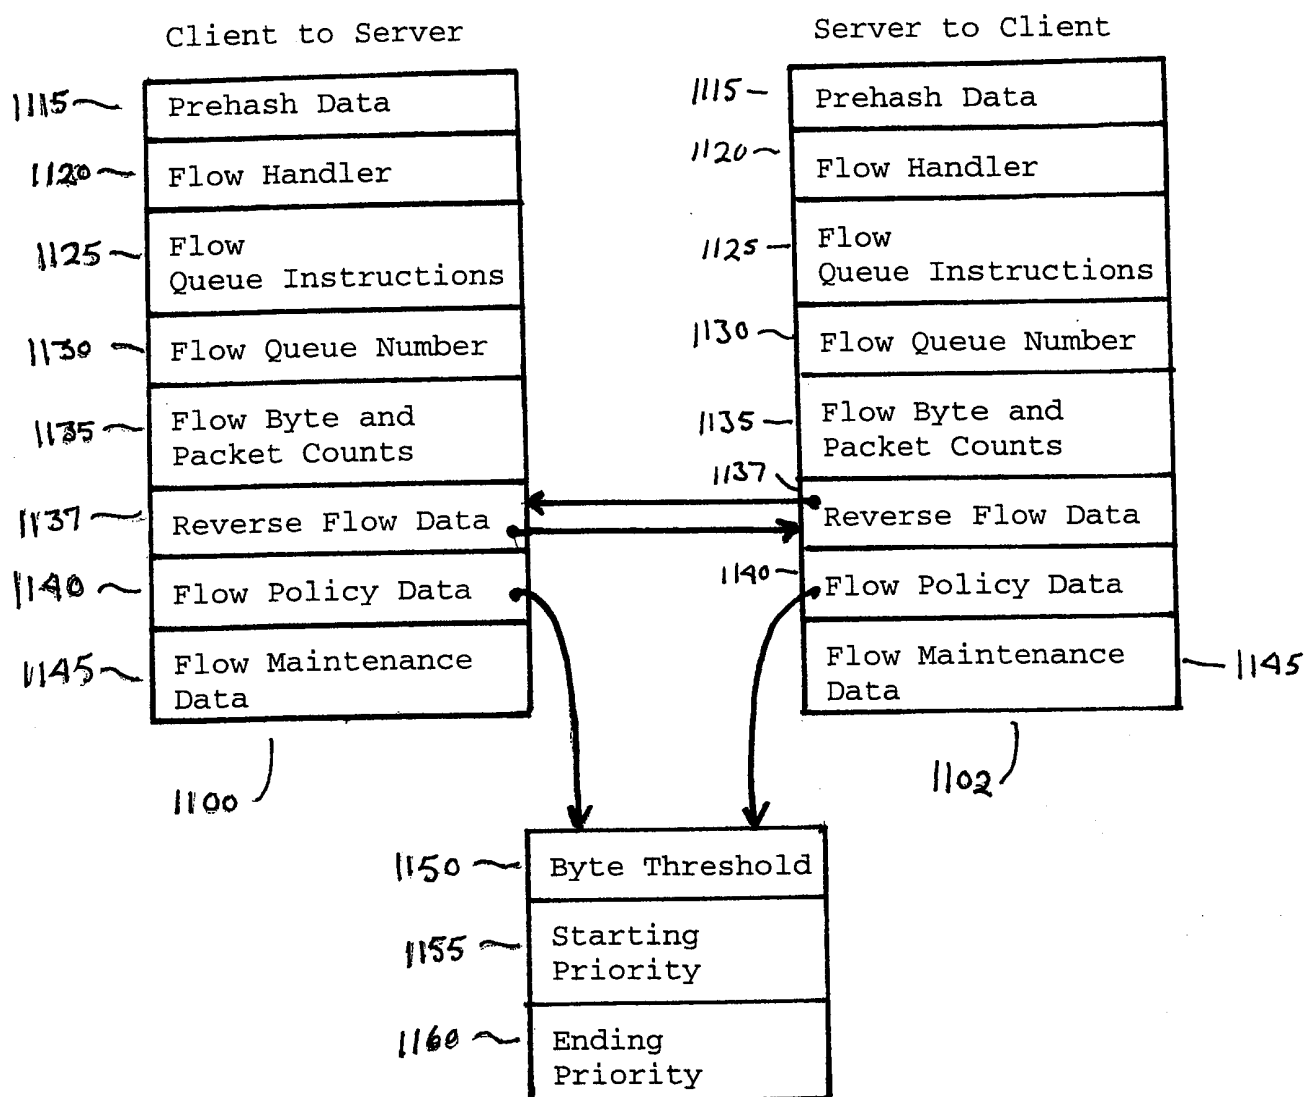 Client to Server
1115 Prehash Data
1120 Flow Handler
1125 Flow
Queue Instructions
1130 Flow Queue Number
1135 Flow Byte and
Packet Counts
1137 Reverse Flow Data
1140 Flow Policy Data
1145 Flow Maintenance
Data
1100
Server to Client
1115 Prehash Data
1120 Flow Handler
1125 Flow
Queue Instructions
1130 Flow Queue Number
1135 Flow Byte and
Packet Counts
1137
Reverse Flow Data
1140 Flow Policy Data
Flow Maintenance 1145
Data
1102
1150 Byte Threshold
1155 Starting
Priority
1160 Ending
Priority